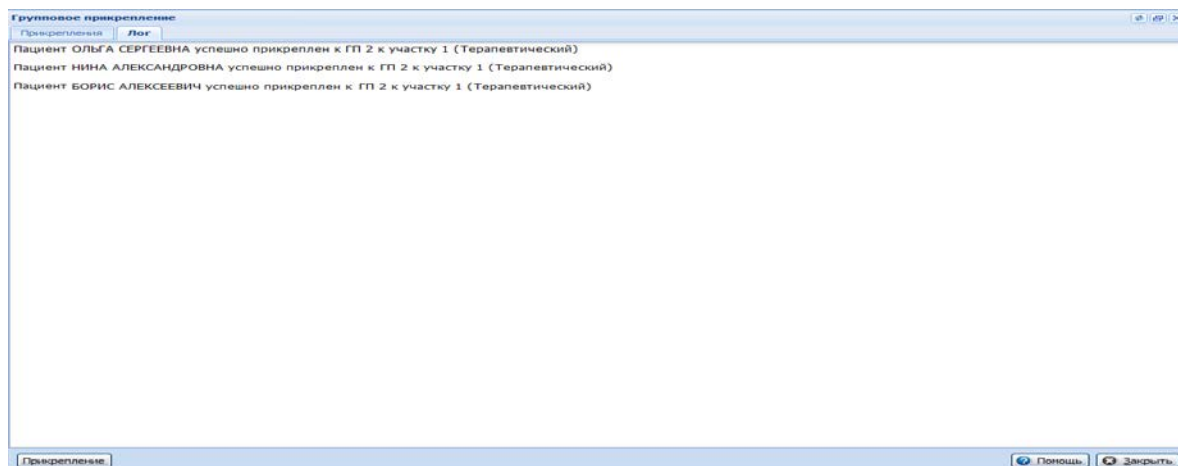 Групповое прикрепление
Прикрепления Лог
Пациент ОЛЬГА СЕРГЕЕВНА успешно прикреплен к ГП 2 к участку 1 (Терапевтический)
Пациент НИНА АЛЕКСАНДРОВНА успешно прикреплен к ГП 2 к участку 1 (Терапевтический)
Пациент БОРИС АЛЕКСЕЕВИЧ успешно прикреплен к ГП 2 к участку 1 (Терапевтический)
Прикрепление Помощь Закрыть